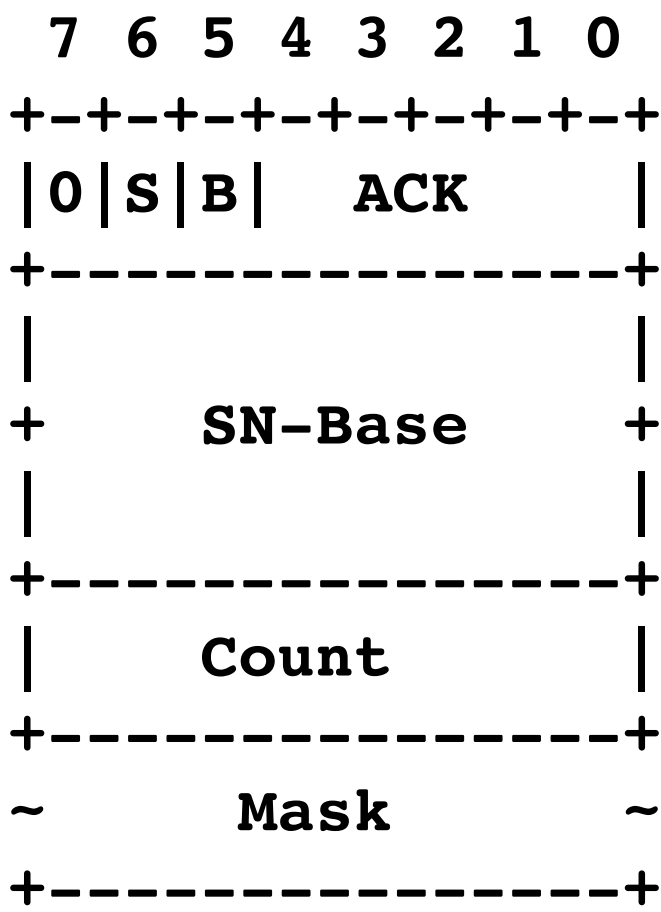 7 6 5 4 3 2 1 0
+-+-+-+-+-+-+-+-+
|0|S|B|  ACK    |
+---------------+
|               |
+    SN-Base    +
|               |
+---------------+
|    Count      |
+---------------+
~     Mask      ~
+---------------+